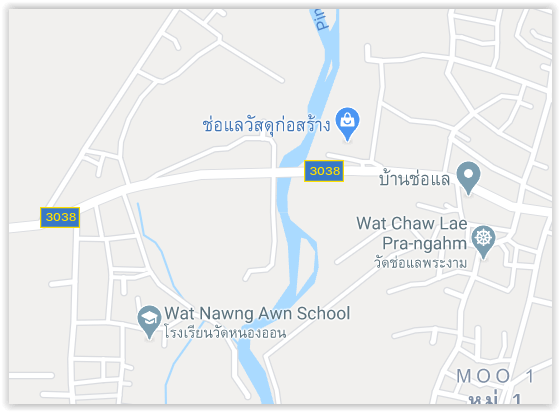 Pin
ช่อแลวัสดุก่อสร้าง
3038
บ้านช่อแล
3038
Wat Chaw Lae
Pra-ngahm
วัดช่อแลพระงาม
Wat Nawng Awn School
โรงเรียนวัดหนองออน
MOO 1
หมู่ 1